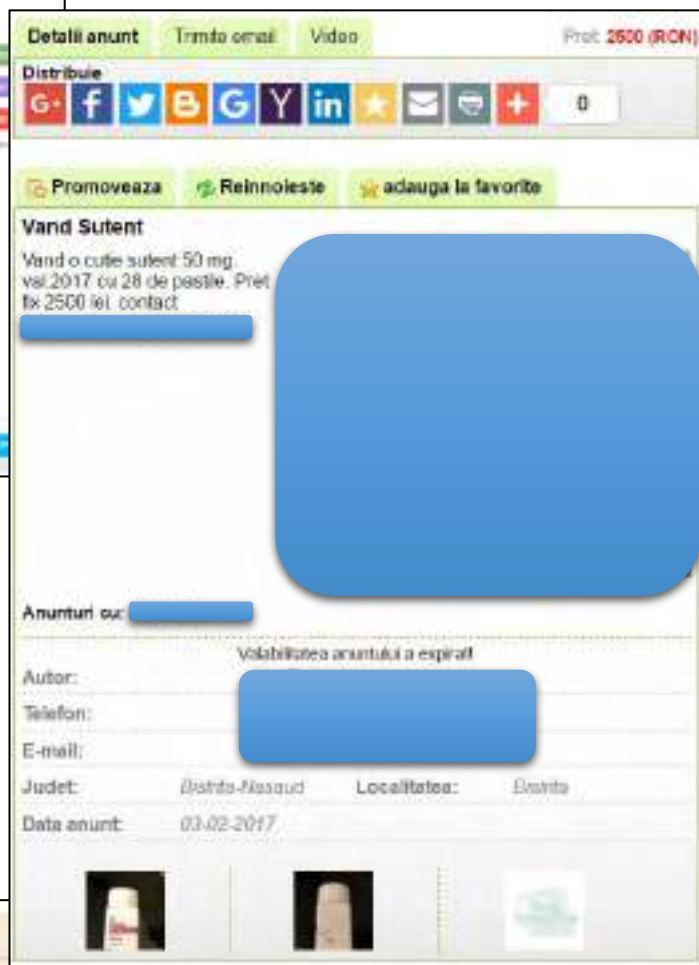 Detalii anunt Trimite email Video Pret: 2500 (RON)
Distribuie
G+ f B G Y in + 0
Promoveaza Reinnoieste adauga la favorite
Vand Sutent
Vand o cutie sutent 50 mg.
val.2017 cu 28 de pastile. Pret
fix 2500 lei. contact
Anunturi cu:
Valabilitatea anuntului a expirat!
Autor:
Telefon:
E-mail:
Judet: Bistrita-Nasaud Localitatea: Bistrita
Data anunt: 03-02-2017